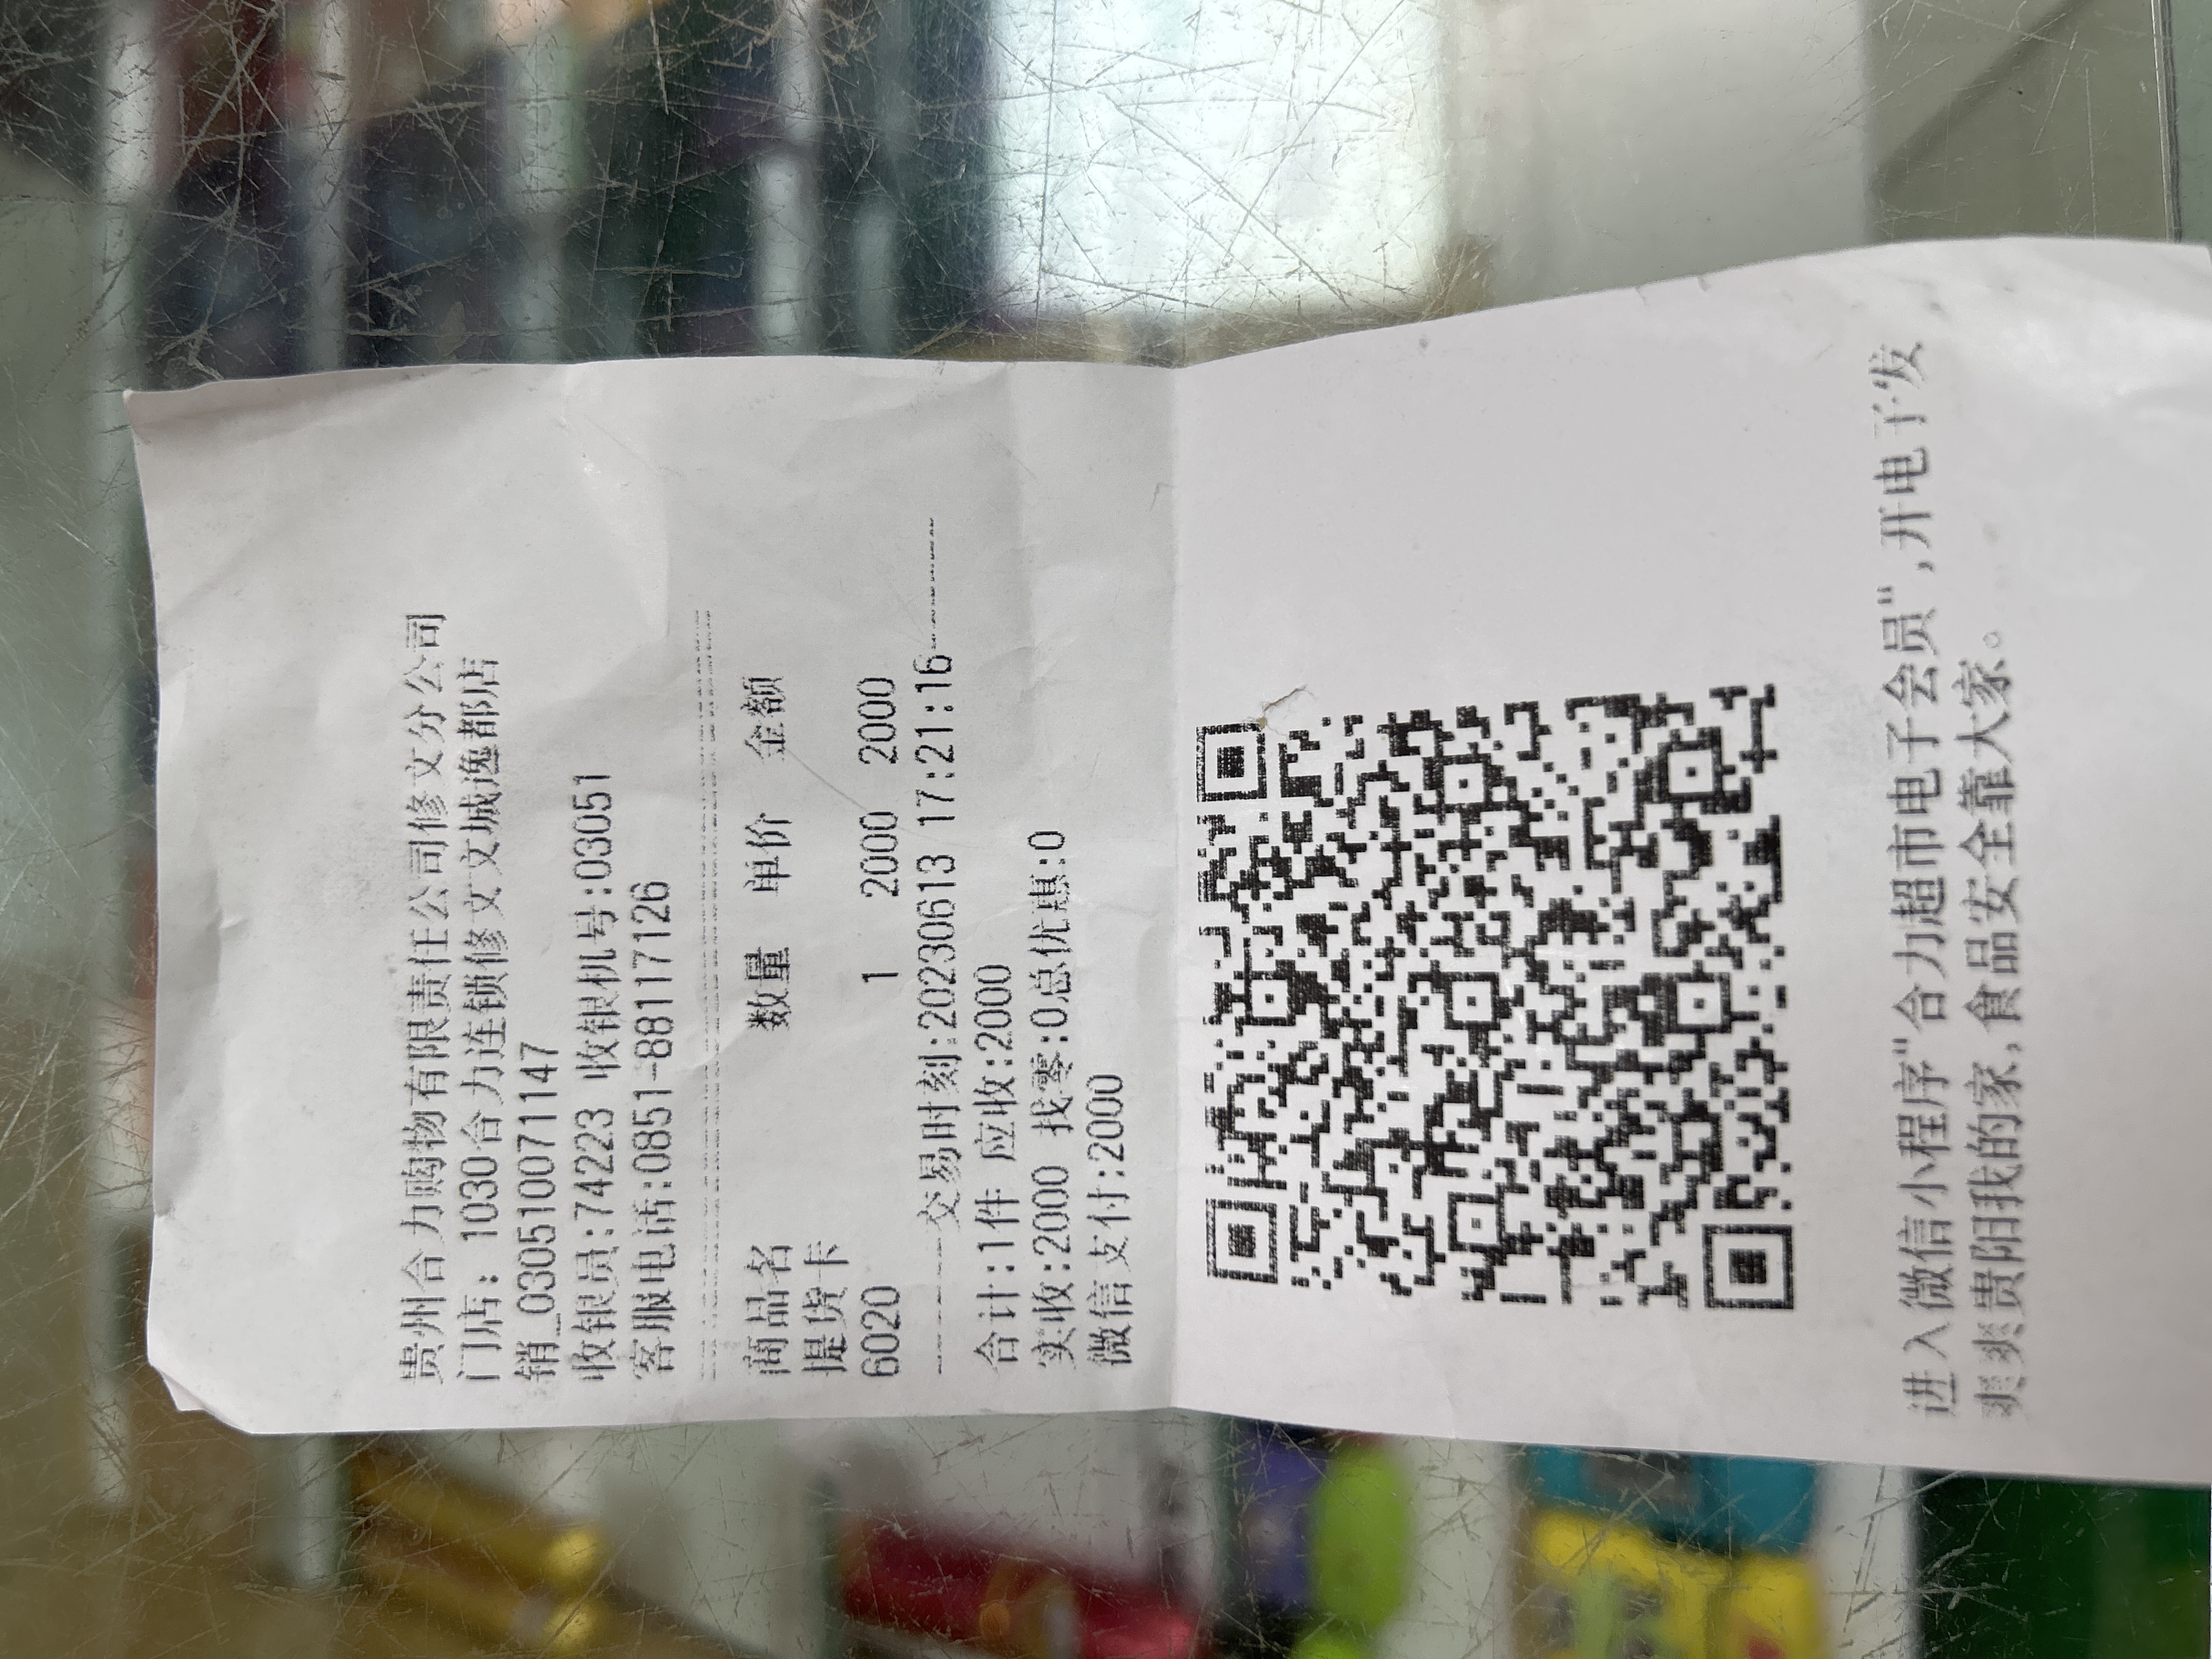 贵州合力购物有限责任公司修文分公司
门店: 1030合力连锁修文文城逸都店
销_030510071147
收银员:74223 收银机号:03051
客服电话:0851-88117126
商品名 数量 单价 金额
提货卡
6020 1 2000 2000
交易时刻:20230613 17:21:16
合计:1件 应收:2000
实收:2000 找零:0总优惠:0
微信支付:2000
进入微信小程序"合力超市电子会员",开电子发
爽爽贵阳我的家,食品安全靠大家。